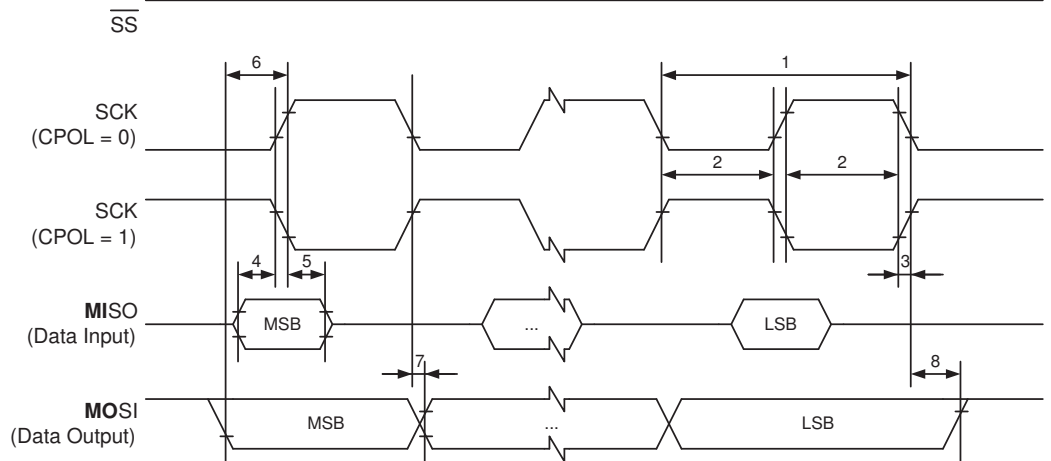 SS
6
1
SCK
(CPOL = 0)
2
2
SCK
(CPOL = 1)
4
5
3
MISO
(Data Input)
MSB
...
LSB
7
8
MOSI
(Data Output)
MSB
...
LSB